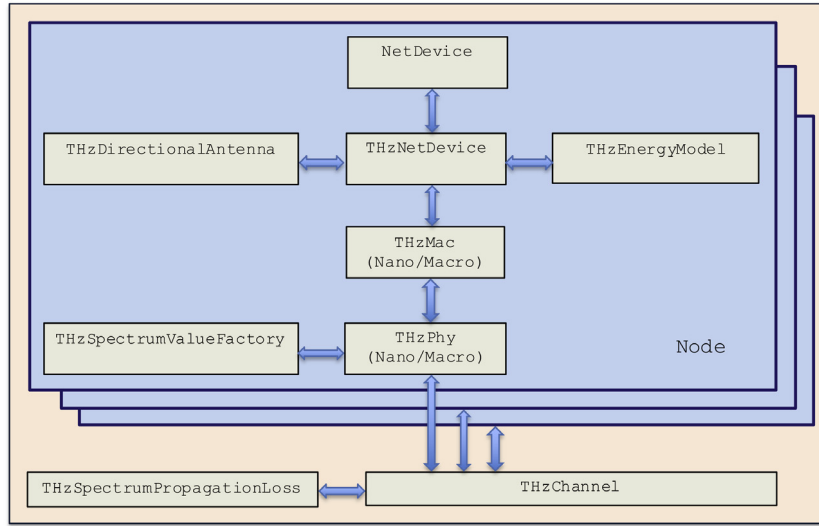 NetDevice
THzDirectionalAntenna
THzNetDevice
THzEnergyModel
THzMac
(Nano/Macro)
THzSpectrumValueFactory
THzPhy
(Nano/Macro)
Node
THzSpectrumPropagationLoss
THzChannel